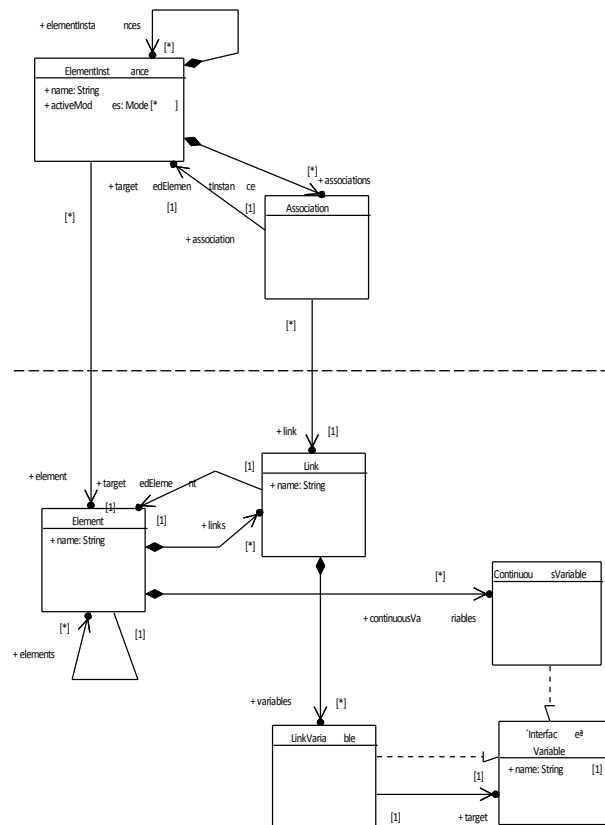 + elementInsta nces
[*]
ElementInst ance
+ name: String
+ activeMod es: Mode [* ]
[*]
+ associations
+ target edElemen tInstan ce
[*]
[1]
[1]
Association
+ association
[*]
+ link
[1]
Link
+ name: String
[1]
+ element
+ target edEleme nt
[1]
Element
[1]
+ name: String
+ links
[*]
[*]
Continuou sVariable
+ continuousVa riables
[*]
[1]
+ elements
+ variables
[*]
LinkVaria ble
´Interfac eª
Variable
+ name: String
[1]
[1]
[1]
+ target